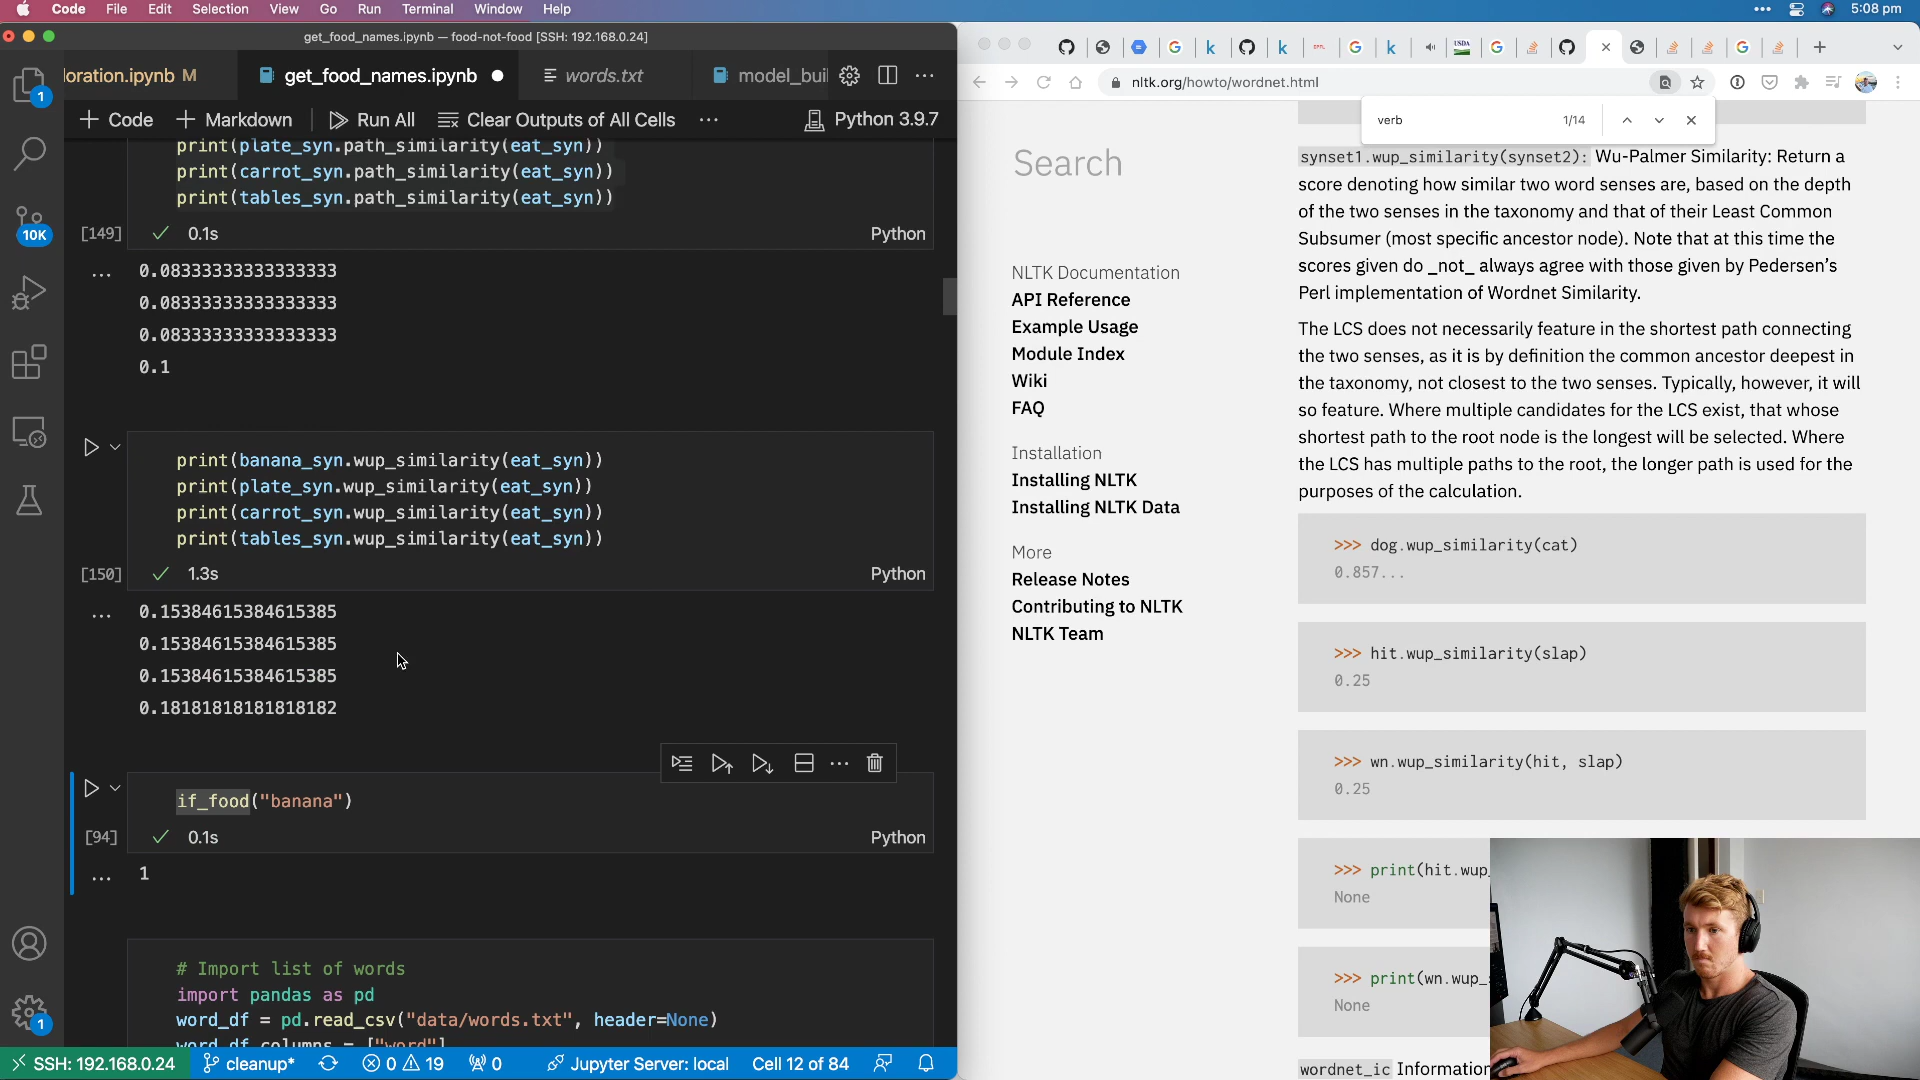 Code File Edit Selection View Go Run Terminal Window Help
5:08 pm
get_food_names.ipynb — food-not-food [SSH: 192.168.0.24]
loration.ipynb M
get_food_names.ipynb
words.txt
model_buil
Code
Markdown
Run All
Clear Outputs of All Cells
Python 3.9.7
print(plate_syn.path_similarity(eat_syn))
print(carrot_syn.path_similarity(eat_syn))
print(tables_syn.path_similarity(eat_syn))
[149]
0.1s
Python
0.08333333333333333
0.08333333333333333
0.08333333333333333
0.1
print(banana_syn.wup_similarity(eat_syn))
print(plate_syn.wup_similarity(eat_syn))
print(carrot_syn.wup_similarity(eat_syn))
print(tables_syn.wup_similarity(eat_syn))
[150]
1.3s
Python
0.15384615384615385
0.15384615384615385
0.15384615384615385
0.18181818181818182
if_food("banana")
[94]
0.1s
Python
1
# Import list of words
import pandas as pd
word_df = pd.read_csv("data/words.txt", header=None)
word_df columns = ["word"]
1
10K
1
SSH: 192.168.0.24
cleanup*
0
19
0
Jupyter Server: local
Cell 12 of 84
nltk.org/howto/wordnet.html
verb
1/14
Search
NLTK Documentation
API Reference
Example Usage
Module Index
Wiki
FAQ
Installation
Installing NLTK
Installing NLTK Data
More
Release Notes
Contributing to NLTK
NLTK Team
synset1.wup_similarity(synset2): Wu-Palmer Similarity: Return a
score denoting how similar two word senses are, based on the depth
of the two senses in the taxonomy and that of their Least Common
Subsumer (most specific ancestor node). Note that at this time the
scores given do _not_ always agree with those given by Pedersen's
Perl implementation of Wordnet Similarity.
The LCS does not necessarily feature in the shortest path connecting
the two senses, as it is by definition the common ancestor deepest in
the taxonomy, not closest to the two senses. Typically, however, it will
so feature. Where multiple candidates for the LCS exist, that whose
shortest path to the root node is the longest will be selected. Where
the LCS has multiple paths to the root, the longer path is used for the
purposes of the calculation.
>>> dog.wup_similarity(cat)
0.857...
>>> hit.wup_similarity(slap)
0.25
>>> wn.wup_similarity(hit, slap)
0.25
>>> print(hit.wup_
None
>>> print(wn.wup_s
None
wordnet_ic Information